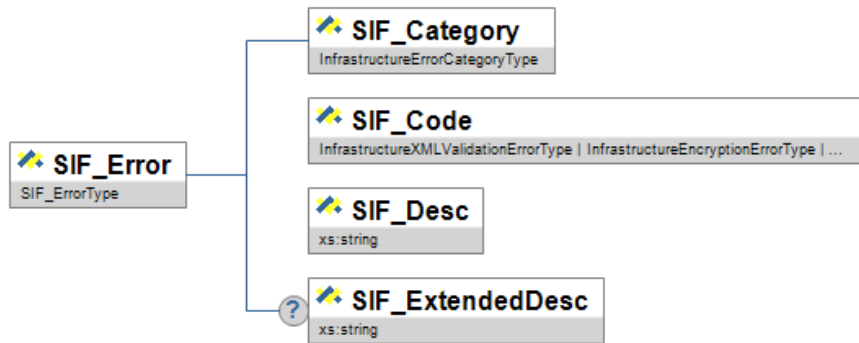 SIF_Category
InfrastructureErrorCategoryType
SIF_Code
InfrastructureXMLValidationErrorType | InfrastructureEncryptionErrorType | ...
SIF_Error
SIF_ErrorType
SIF_Desc
xs:string
?
SIF_ExtendedDesc
xs:string